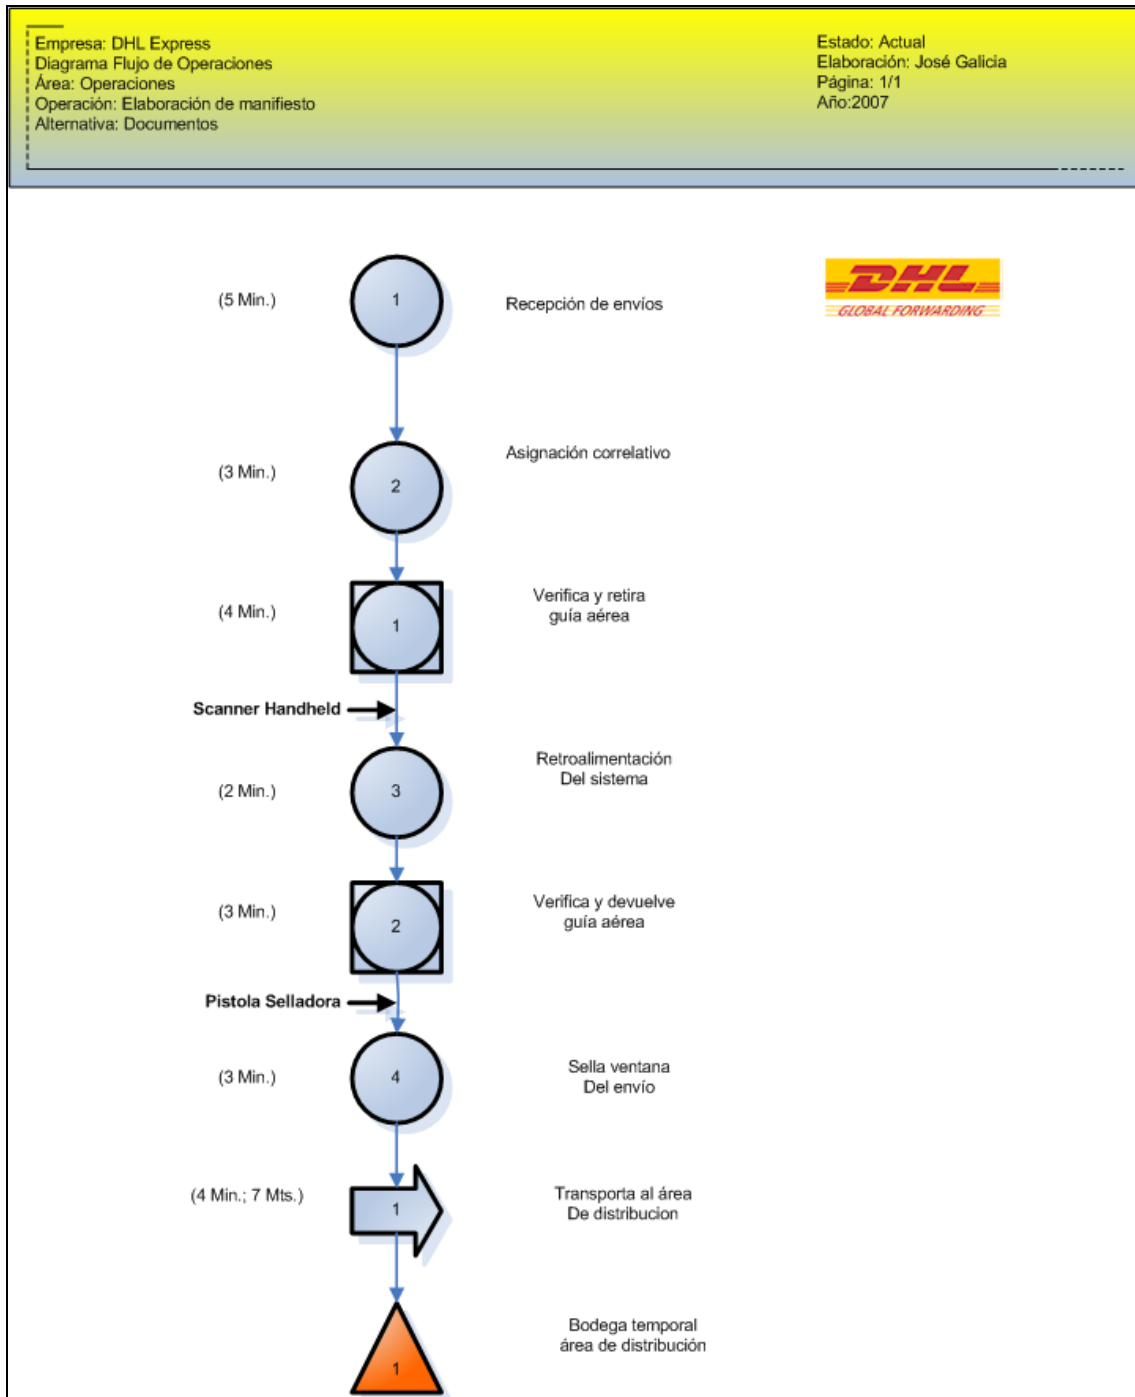 Empresa: DHL Express
Diagrama Flujo de Operaciones
Área: Operaciones
Operación: Elaboración de manifiesto
Alternativa: Documentos
Estado: Actual
Elaboración: José Galicia
Página: 1/1
Año:2007
DHL
GLOBAL FORWARDING
(5 Min.)
1
Recepción de envíos
(3 Min.)
2
Asignación correlativo
(4 Min.)
1
Verifica y retira
guía aérea
Scanner Handheld
(2 Min.)
3
Retroalimentación
Del sistema
(3 Min.)
2
Verifica y devuelve
guía aérea
Pistola Selladora
(3 Min.)
4
Sella ventana
Del envío
(4 Min.; 7 Mts.)
1
Transporta al área
De distribucion
1
Bodega temporal
área de distribución